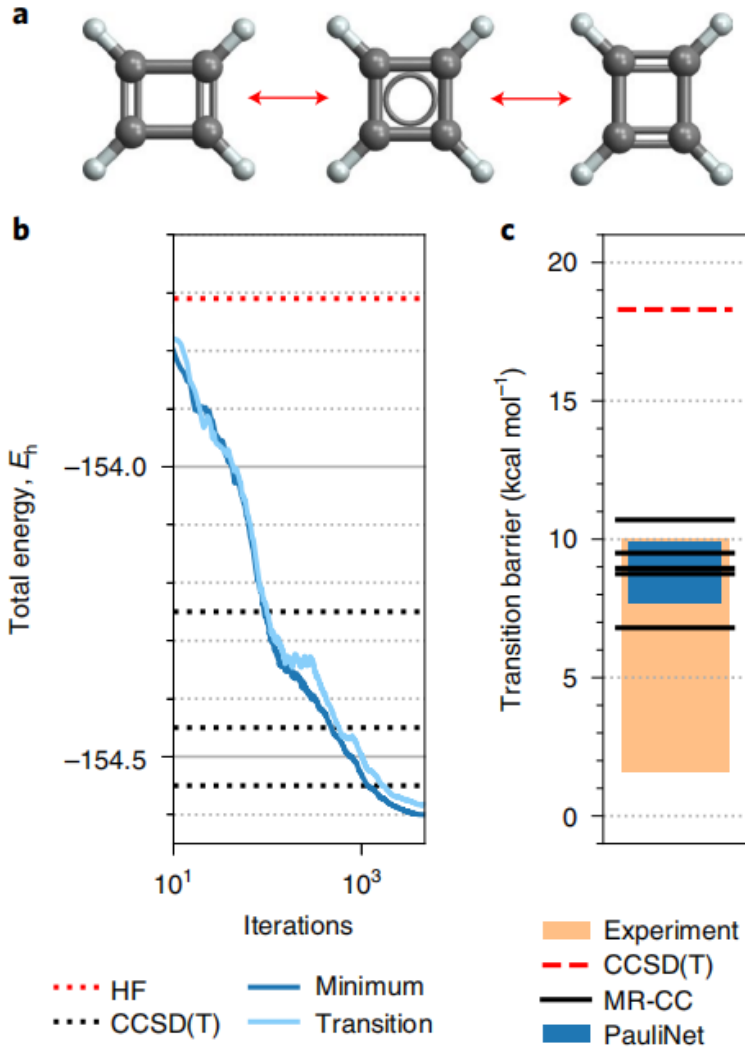 a
b
c
Total energy, Eh
−154.0
−154.5
10¹
10³
Iterations
Transition barrier (kcal mol⁻¹)
20
15
10
5
0
HF
CCSD(T)
Minimum
Transition
Experiment
CCSD(T)
MR-CC
PauliNet